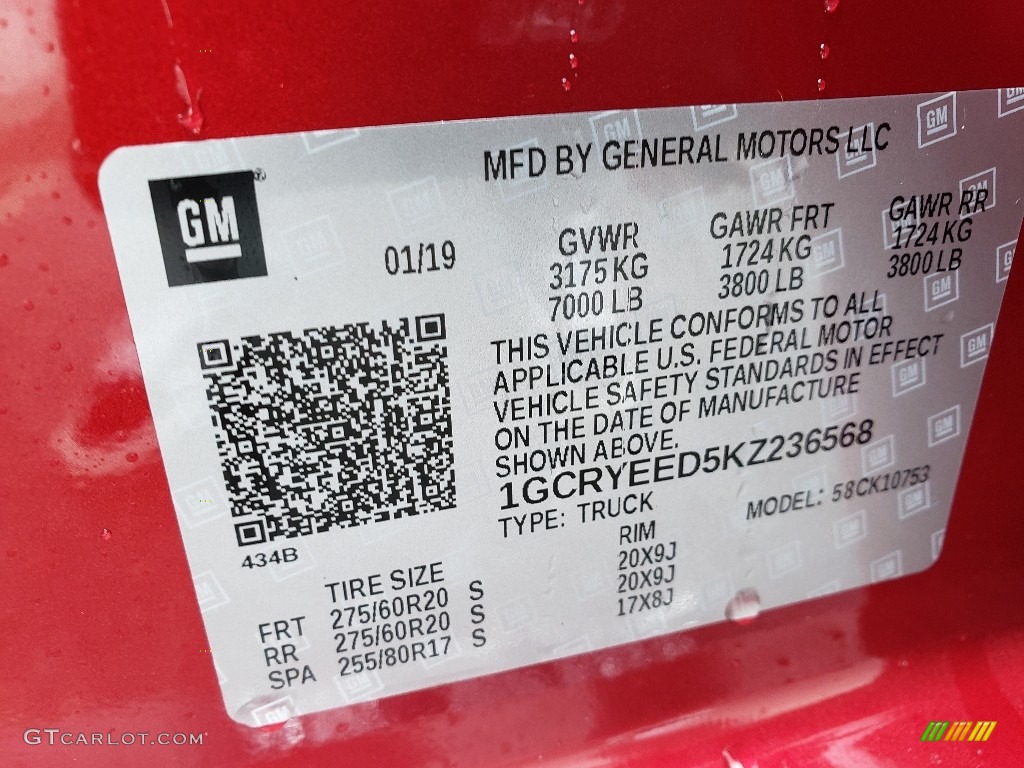 MFD BY GENERAL MOTORS LLC
GM
01/19
GVWR
3175 KG
7000 LB
GAWR FRT
1724 KG
3800 LB
GAWR RR
1724 KG
3800 LB
THIS VEHICLE CONFORMS TO ALL
APPLICABLE U.S. FEDERAL MOTOR
VEHICLE SAFETY STANDARDS IN EFFECT
ON THE DATE OF MANUFACTURE
SHOWN ABOVE.
1GCRYEED5KZ236568
TYPE: TRUCK MODEL: 58CK10753
434B
TIRE SIZE RIM
FRT 275/60R20 S 20X9J
RR 275/60R20 S 20X9J
SPA 255/80R17 S 17X8J
GTCARLOT.COM